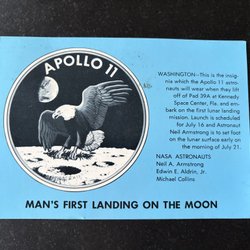 APOLLO 11
WASHINGTON—This is the insig-
nia which the Apollo 11 astro-
nauts will wear when they lift
off of Pad 39A at Kennedy
Space Center, Fla. and em-
bark on the first lunar landing
mission. Launch is scheduled
for July 16 and Astronaut
Neil Armstrong is to set foot
on the lunar surface early on
the morning of July 21.
NASA ASTRONAUTS
Neil A. Armstrong
Edwin E. Aldrin, Jr.
Michael Collins
MAN'S FIRST LANDING ON THE MOON